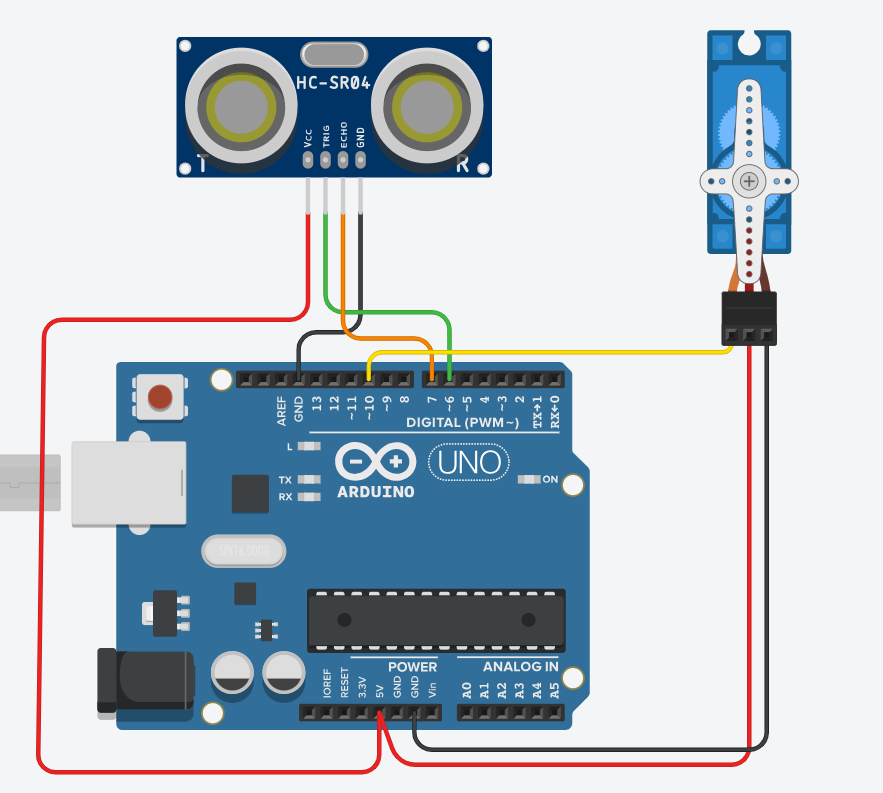 HC-SR04
VCC
TRIG
ECHO
GND
T
R
AREF
GND
13
12
~11
~10
~9
8
7
~6
~5
4
~3
2
TX→1
RX←0
DIGITAL (PWM~)
L
TX
RX
UNO
ON
ARDUINO
SPK16.000G
POWER
ANALOG IN
IOREF
RESET
3.3V
5V
GND
GND
Vin
A0
A1
A2
A3
A4
A5